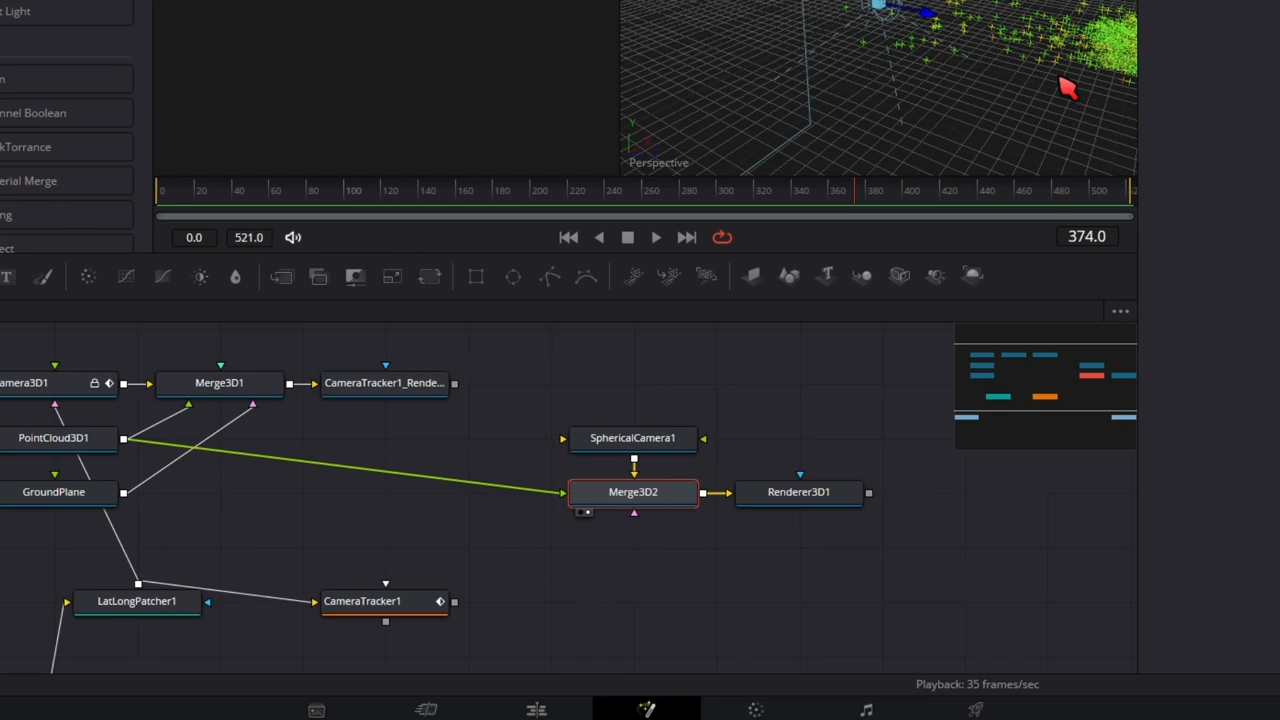 t Light
n
nnel Boolean
kTorrance
erial Merge
ng
ect
Y
Perspective
0 20 40 60 80 100 120 140 160 180 200 220 240 260 280 300 320 340 360 380 400 420 440 460 480 500
0.0 521.0 374.0
T
amera3D1 Merge3D1 CameraTracker1_Rende...
PointCloud3D1 SphericalCamera1
GroundPlane Merge3D2 Renderer3D1
LatLongPatcher1 CameraTracker1
Playback: 35 frames/sec